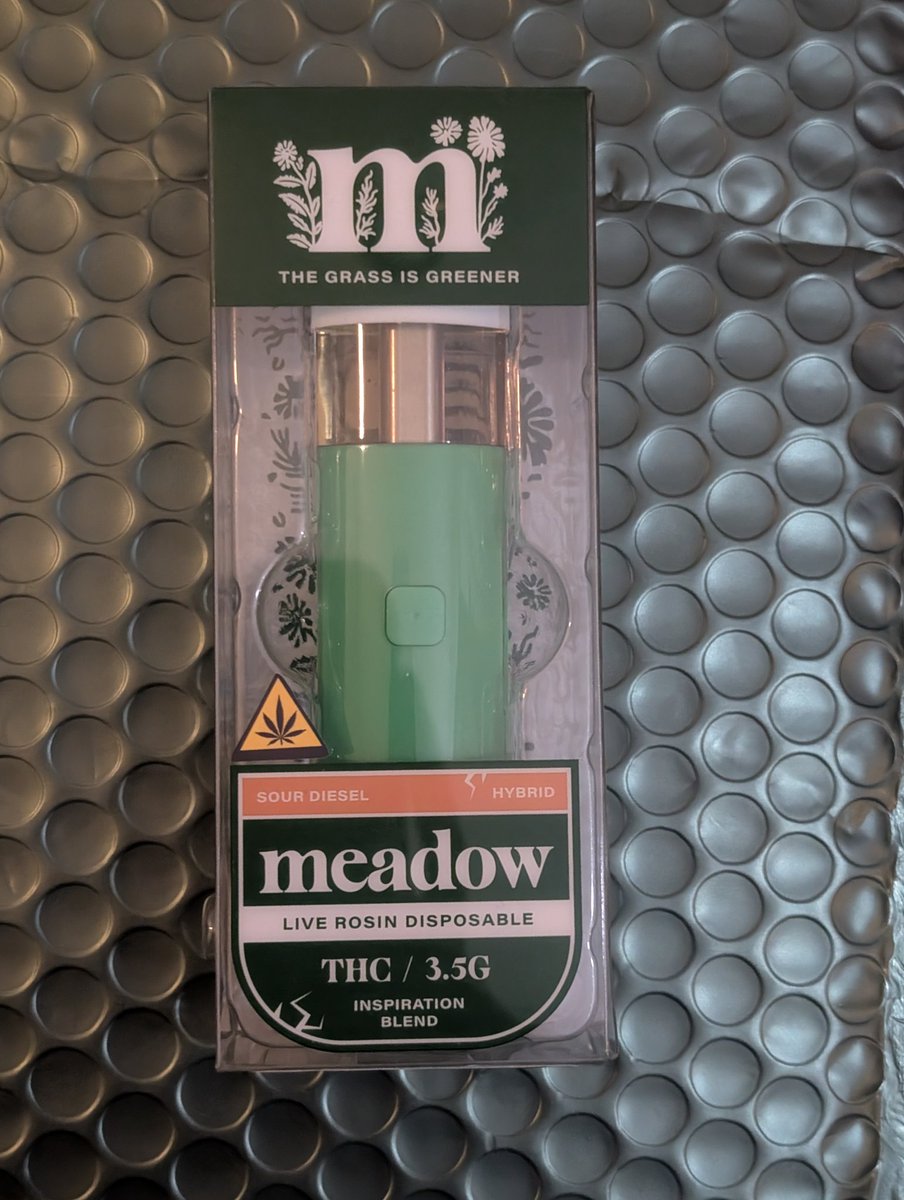 m
THE GRASS IS GREENER
SOUR DIESEL HYBRID
meadow
LIVE ROSIN DISPOSABLE
THC / 3.5G
INSPIRATION
BLEND